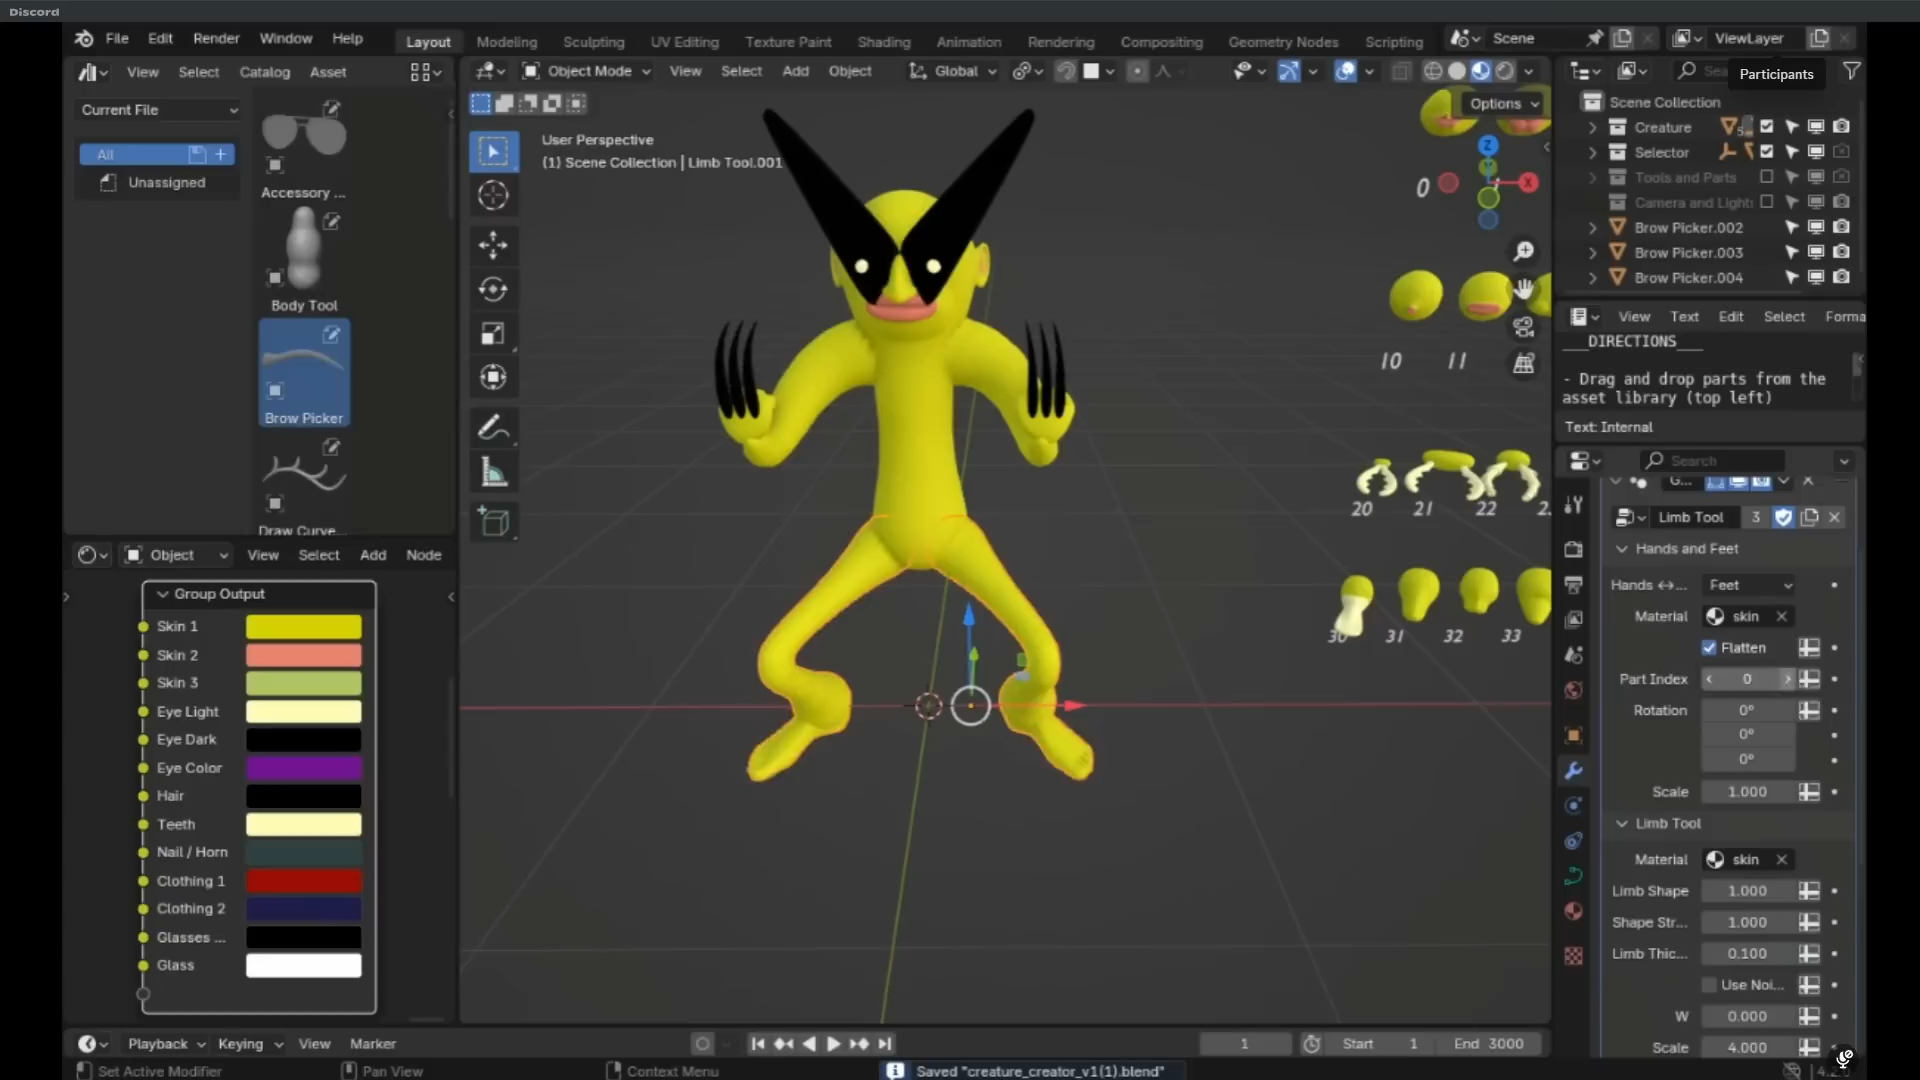 Discord
File Edit Render Window Help
Layout Modeling Sculpting UV Editing Texture Paint Shading Animation Rendering Compositing Geometry Nodes Scripting
Scene
ViewLayer
View Select Catalog Asset
Object Mode View Select Add Object
Global
Participants
Current File
All
Unassigned
Accessory ...
Body Tool
Brow Picker
Draw Curve...
Options
User Perspective
(1) Scene Collection | Limb Tool.001
Z
X
0
10 11
20 21 22
30 31 32 33
Scene Collection
Creature
Selector
Tools and Parts
Camera and Light
Brow Picker.002
Brow Picker.003
Brow Picker.004
View Text Edit Select Forma
___DIRECTIONS___
- Drag and drop parts from the
asset library (top left)
Text: Internal
Search
G...
Limb Tool 3
Hands and Feet
Hands <->... Feet
Material skin
Flatten
Part Index 0
Rotation 0°
0°
0°
Scale 1.000
Limb Tool
Material skin
Limb Shape 1.000
Shape Str... 1.000
Limb Thic... 0.100
Use Noi...
W 0.000
Scale 4.000
Object View Select Add Node
Group Output
Skin 1
Skin 2
Skin 3
Eye Light
Eye Dark
Eye Color
Hair
Teeth
Nail / Horn
Clothing 1
Clothing 2
Glasses ...
Glass
Playback Keying View Marker
1 Start 1 End 3000
Set Active Modifier Pan View Context Menu Saved "creature_creator_v1(1).blend"